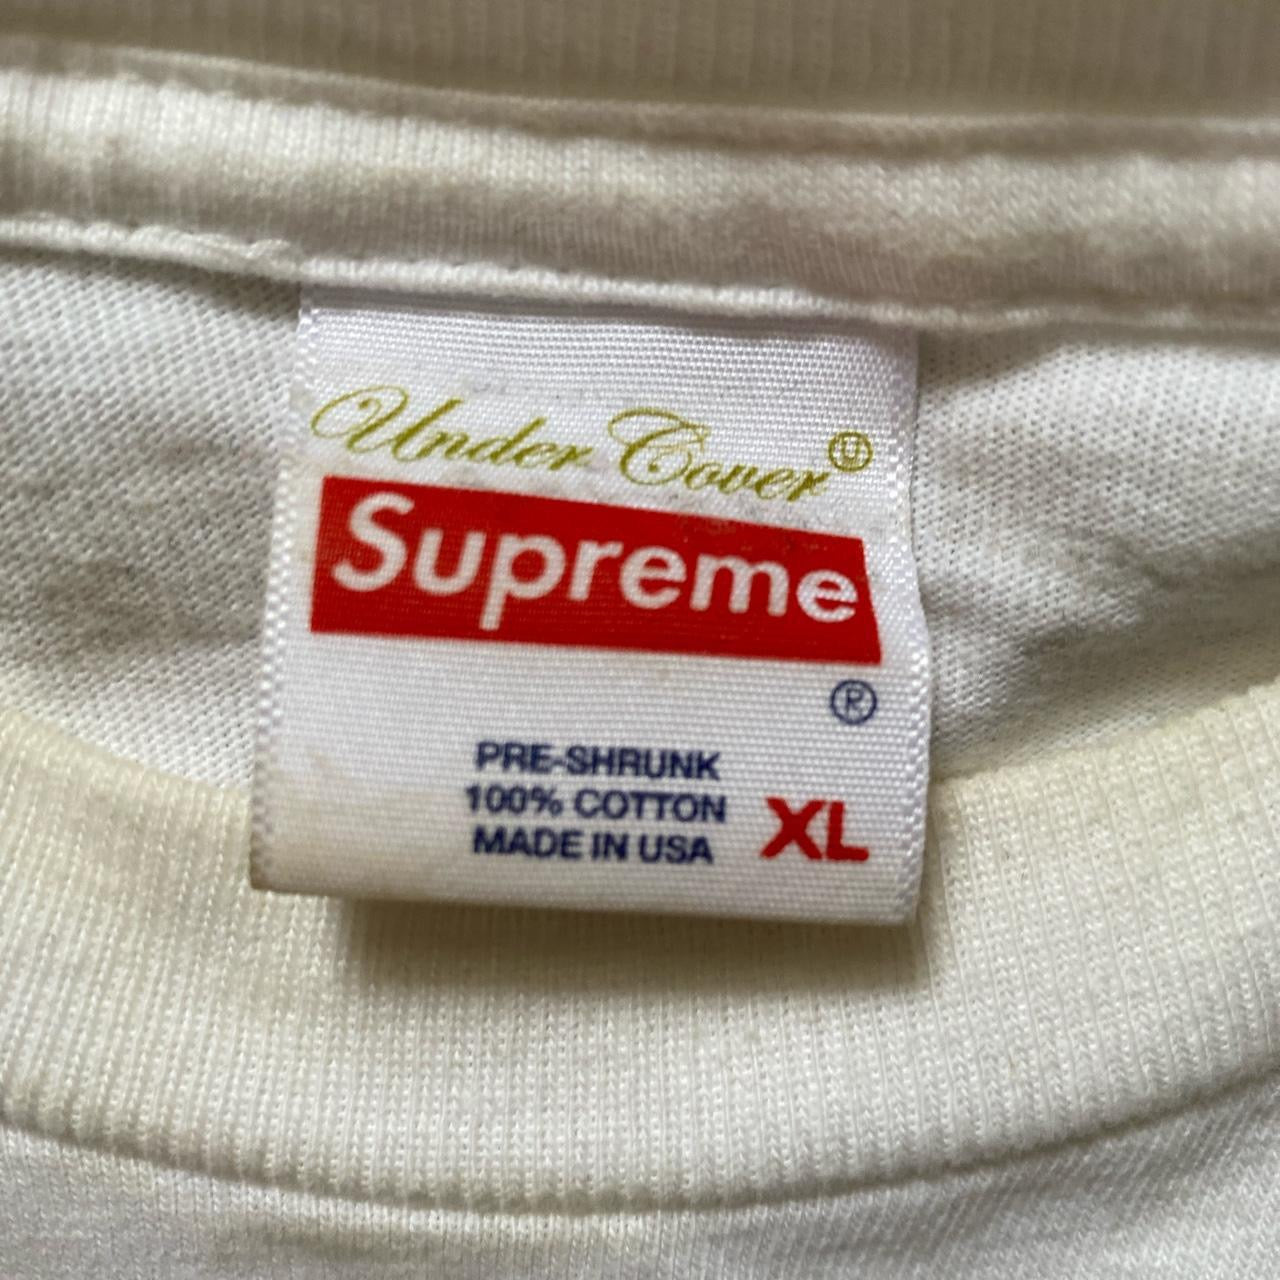 Under Cover Ⓤ
Supreme
®
PRE-SHRUNK
100% COTTON
MADE IN USA
XL